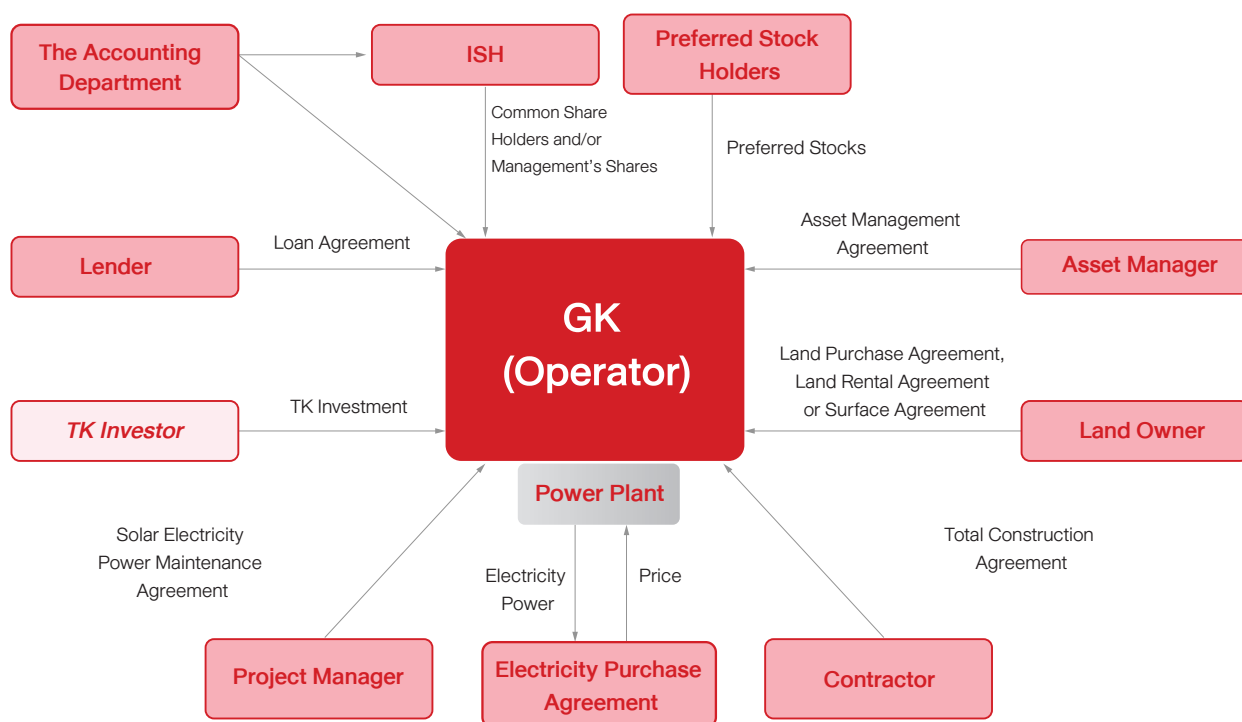 The Accounting
Department
ISH
Preferred Stock
Holders
Common Share
Holders and/or
Management's Shares
Preferred Stocks
Lender
Loan Agreement
GK
(Operator)
Asset Management
Agreement
Asset Manager
TK Investor
TK Investment
Land Purchase Agreement,
Land Rental Agreement
or Surface Agreement
Land Owner
Power Plant
Solar Electricity
Power Maintenance
Agreement
Electricity
Power
Price
Total Construction
Agreement
Project Manager
Electricity Purchase
Agreement
Contractor